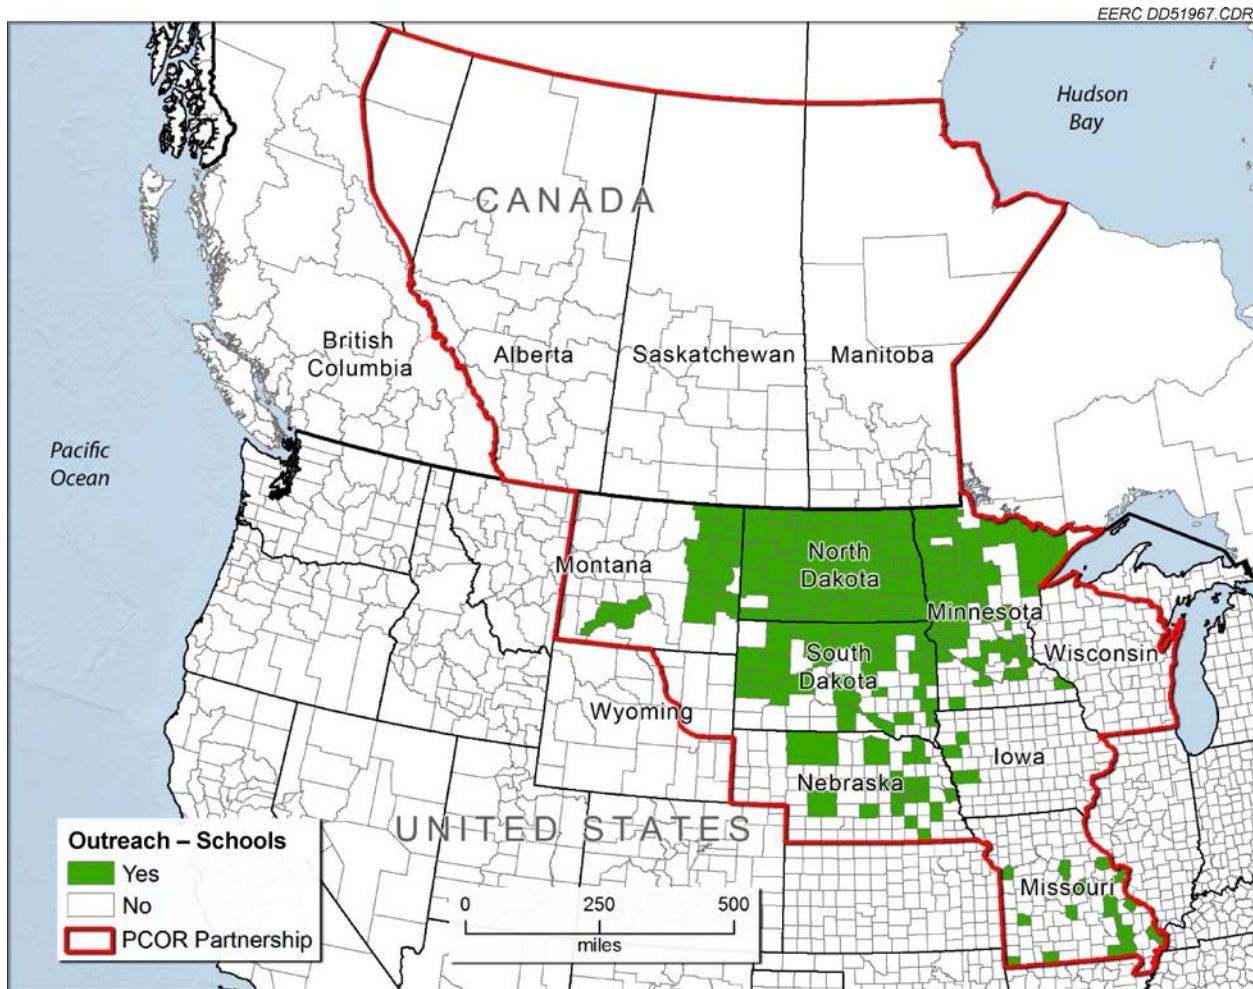 EERC DD51967.CDR
Hudson
Bay
CANADA
British
Columbia
Alberta
Saskatchewan
Manitoba
Pacific
Ocean
Montana
North
Dakota
Minnesota
South
Dakota
Wisconsin
Wyoming
Iowa
Nebraska
UNITED STATES
Missouri
Outreach – Schools
Yes
No
PCOR Partnership
0 250 500
miles